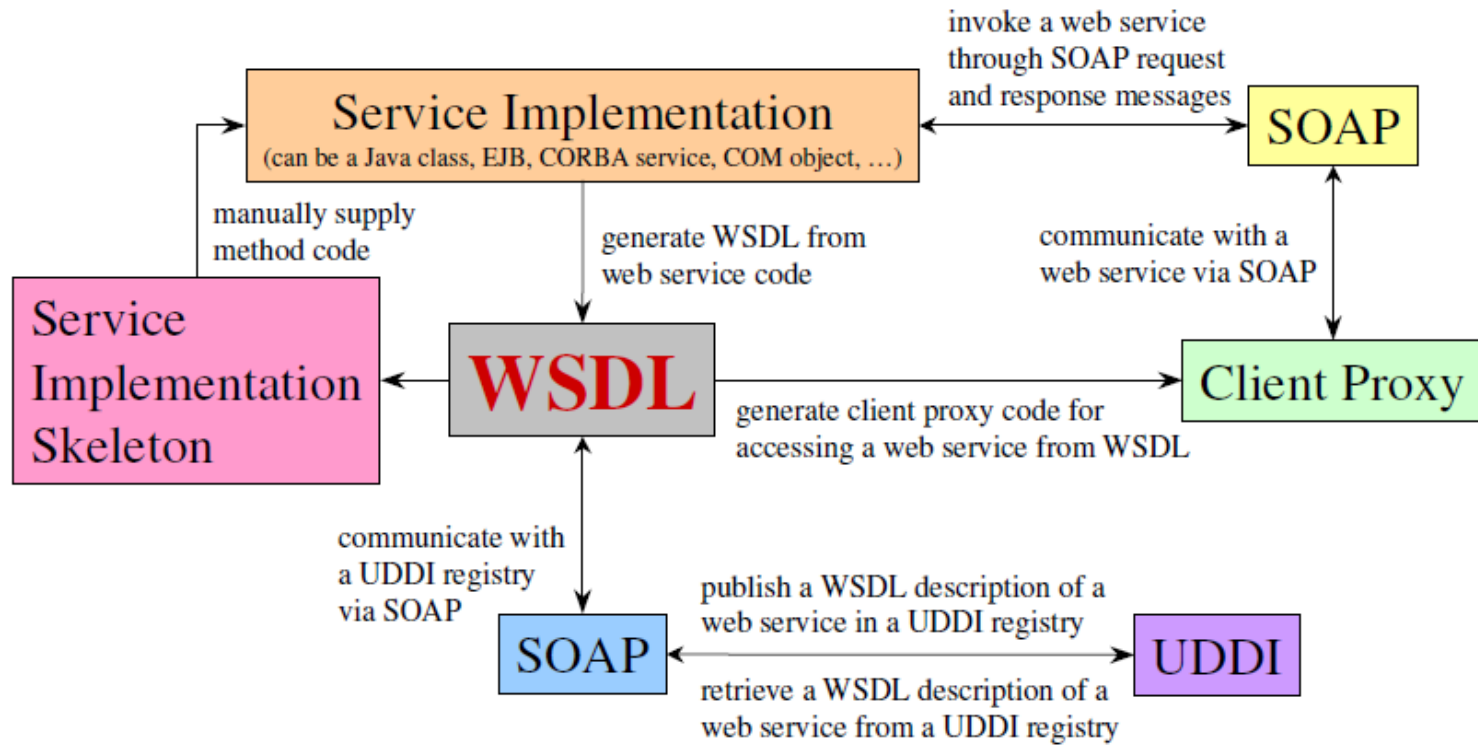 invoke a web service
through SOAP request
and response messages
Service Implementation
(can be a Java class, EJB, CORBA service, COM object, …)
SOAP
manually supply
method code
generate WSDL from
web service code
communicate with a
web service via SOAP
Service
Implementation
Skeleton
WSDL
Client Proxy
generate client proxy code for
accessing a web service from WSDL
communicate with
a UDDI registry
via SOAP
publish a WSDL description of a
web service in a UDDI registry
SOAP
UDDI
retrieve a WSDL description of a
web service from a UDDI registry